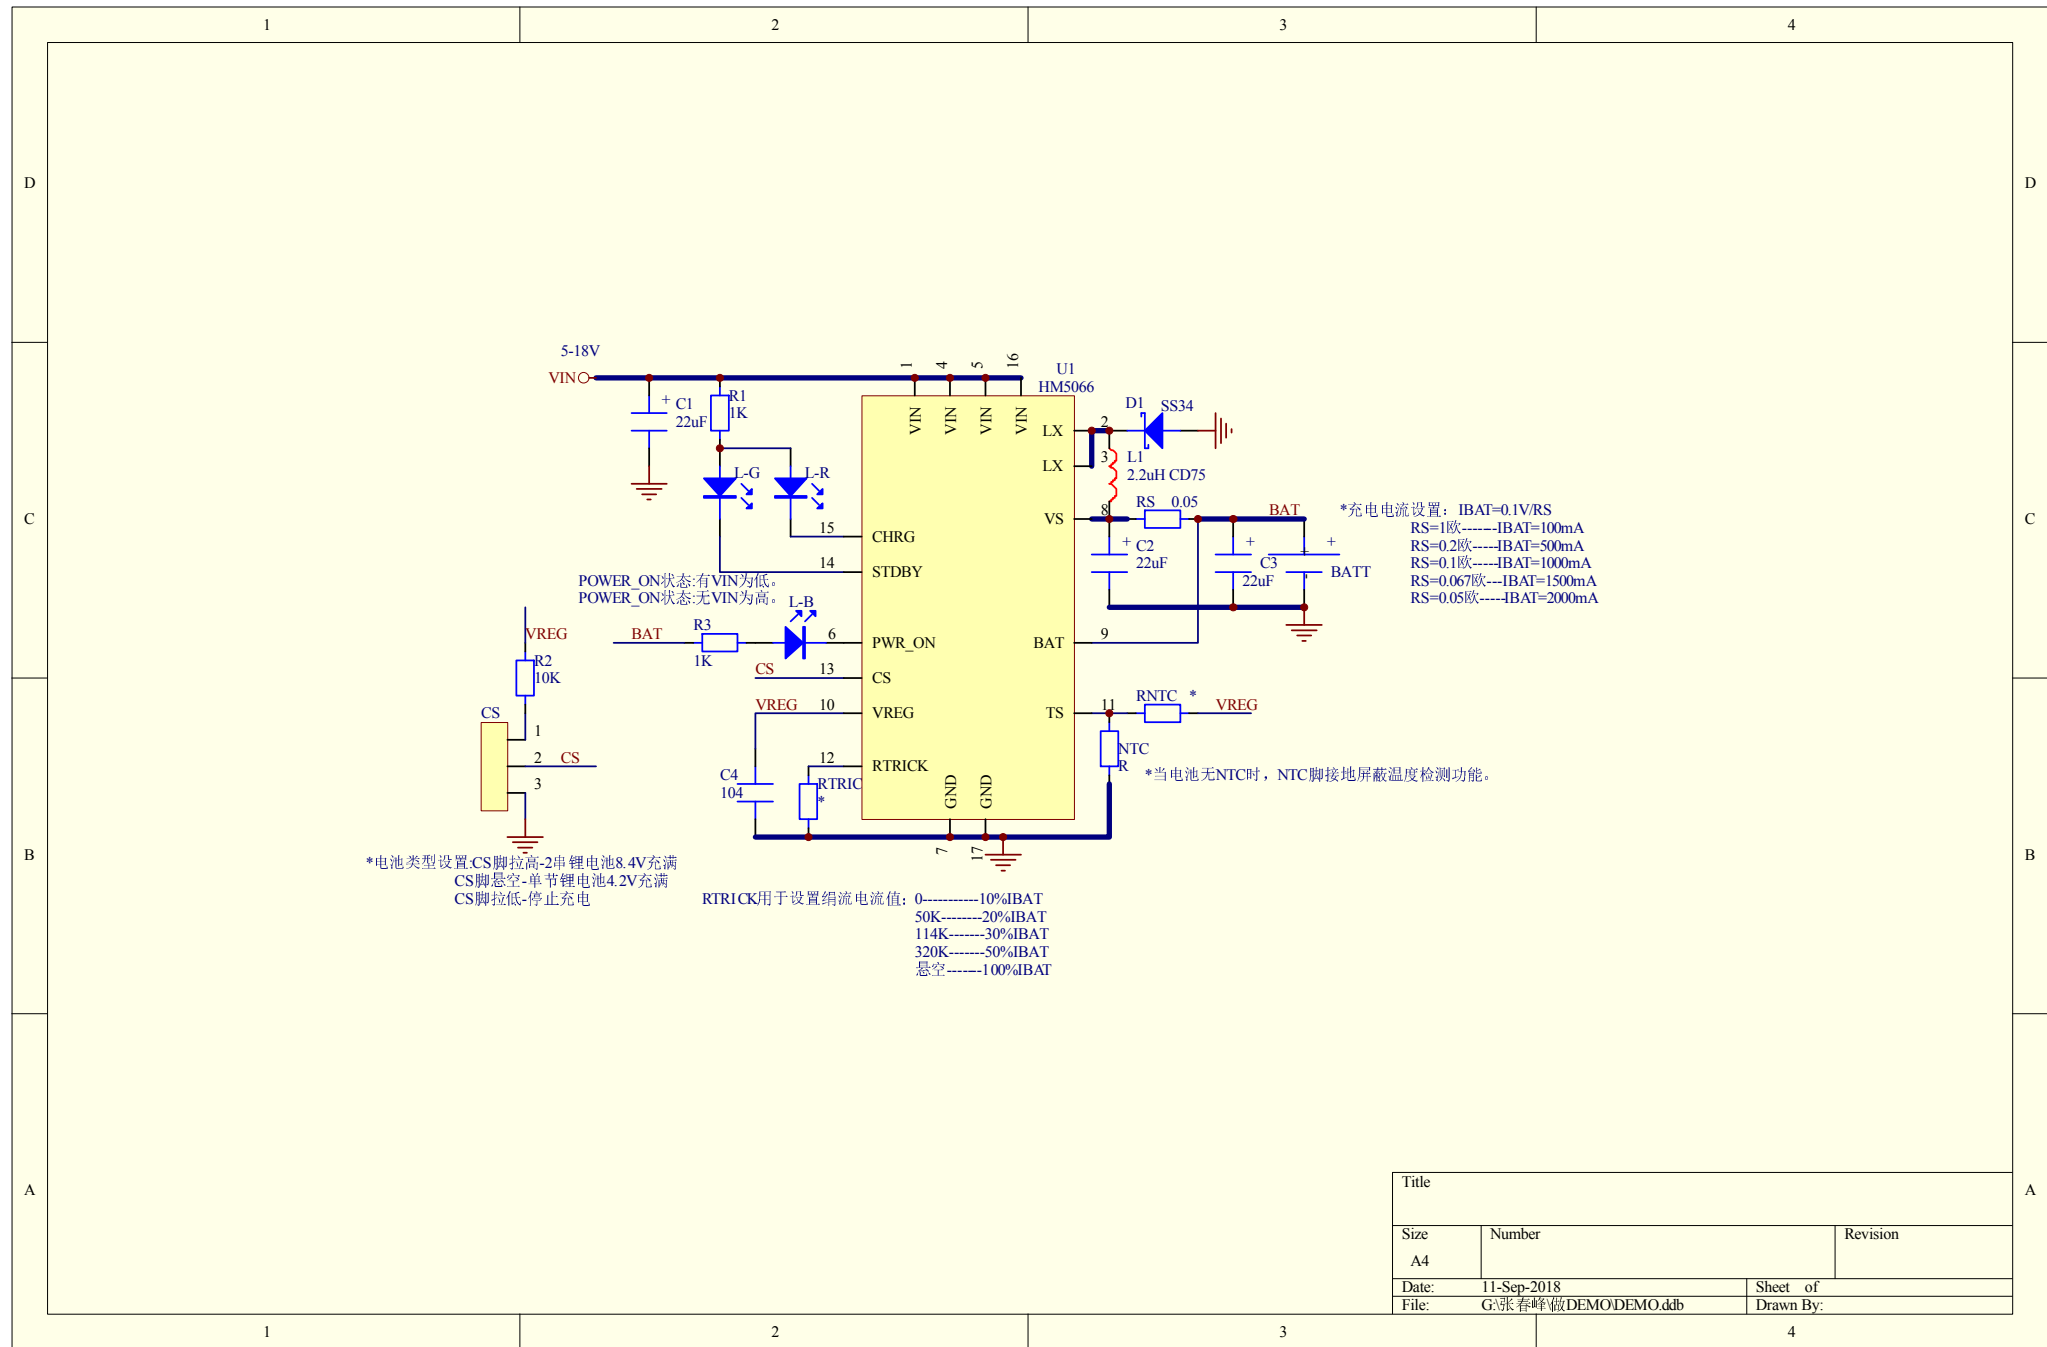 1 2 3 4
D D
C C
B B
A A
5-18V
VIN
C1
22uF
R1
1K
L-G
L-R
1
4
5
16
U1
HM5066
VIN VIN VIN VIN
LX
2
LX
3
D1
SS34
L1
2.2uH CD75
RS 0.05
VS
8
BAT
C2
22uF
C3
22uF
BATT
*充电电流设置：IBAT=0.1V/RS
RS=1欧-------IBAT=100mA
RS=0.2欧-----IBAT=500mA
RS=0.1欧-----IBAT=1000mA
RS=0.067欧---IBAT=1500mA
RS=0.05欧-----IBAT=2000mA
15
CHRG
14
STDBY
POWER_ON状态:有VIN为低。
POWER_ON状态:无VIN为高。
L-B
BAT
R3
1K
6
PWR_ON
BAT
9
CS
13
CS
VREG
10
VREG
TS
11
RNTC *
VREG
NTC
R
*当电池无NTC时，NTC脚接地屏蔽温度检测功能。
12
RTRICK
C4
104
RTRIC
*
GND GND
7
17
VREG
R2
10K
CS
1
2
CS
3
*电池类型设置:CS脚拉高-2串锂电池8.4V充满
CS脚悬空-单节锂电池4.2V充满
CS脚拉低-停止充电
RTRICK用于设置绢流电流值；0-----------10%IBAT
50K--------20%IBAT
114K-------30%IBAT
320K-------50%IBAT
悬空-------100%IBAT
Title
Size
A4
Number
Revision
Date: 11-Sep-2018
Sheet of
File: G:\张春峰\做DEMO\DEMO.ddb
Drawn By:
1 2 3 4